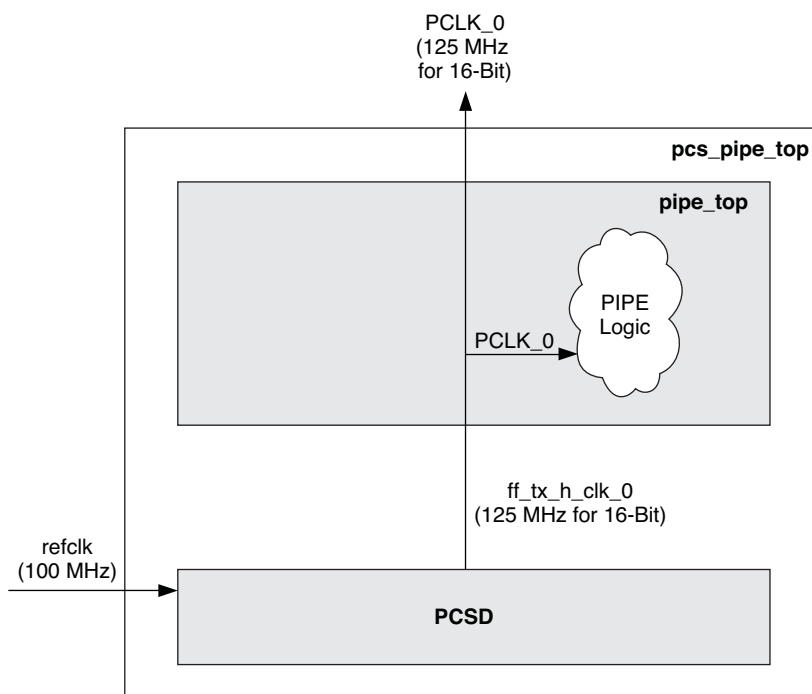 PCLK_0
(125 MHz
for 16-Bit)
pcs_pipe_top
pipe_top
PIPE
Logic
PCLK_0
ff_tx_h_clk_0
(125 MHz for 16-Bit)
refclk
(100 MHz)
PCSD